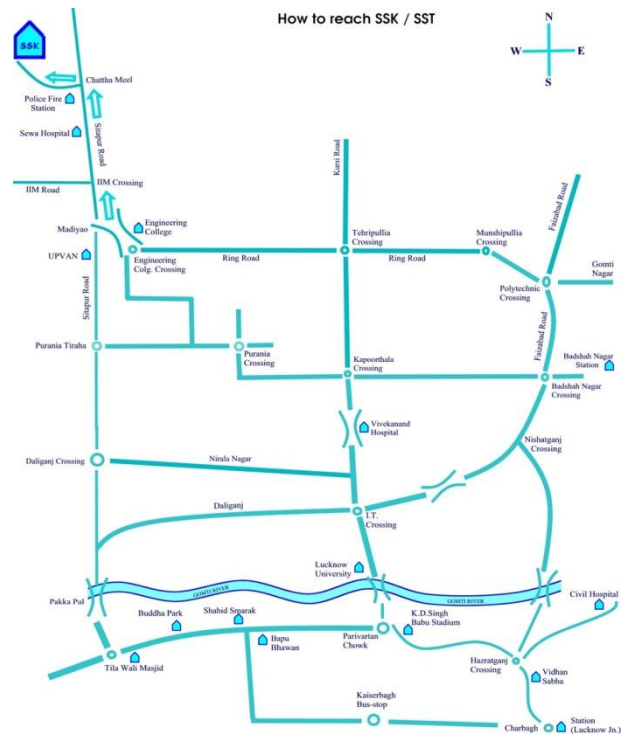 How to reach SSK / SST
N
W
E
S
SSK
Chattha Meel
Police Fire
Station
Sewa Hospital
Sitapur Road
IIM Crossing
IIM Road
Kursi Road
Faizabad Road
Madiyao
Engineering
College
UPVAN
Engineering
Colg. Crossing
Ring Road
Tehripullia
Crossing
Ring Road
Munshipullia
Crossing
Gomti
Nagar
Polytechnic
Crossing
Sitapur Road
Faizabad Road
Purania Tiraha
Purania
Crossing
Kapoorthala
Crossing
Badshah Nagar
Station
Badshah Nagar
Crossing
Vivekanand
Hospital
Nishatganj
Crossing
Daliganj Crossing
Nirala Nagar
Daliganj
I.T.
Crossing
Lucknow
University
GOMTI RIVER
GOMTI RIVER
Pakka Pul
Buddha Park
Shahid Smarak
K.D.Singh
Babu Stadium
Civil Hospital
Bapu
Bhawan
Parivartan
Chowk
Tila Wali Masjid
Hazratganj
Crossing
Vidhan
Sabha
Kaiserbagh
Bus-stop
Charbagh
Station
(Lucknow Jn.)